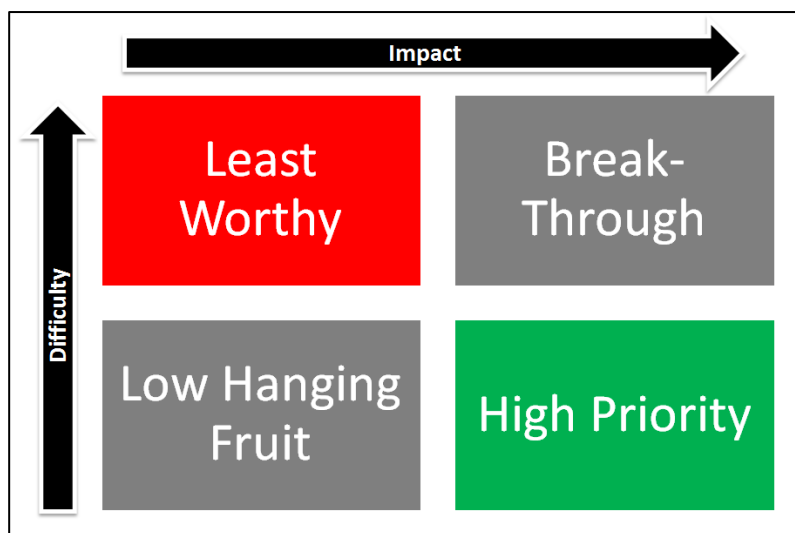 Impact
Difficulty
Least
Worthy
Break-
Through
Low Hanging
Fruit
High Priority